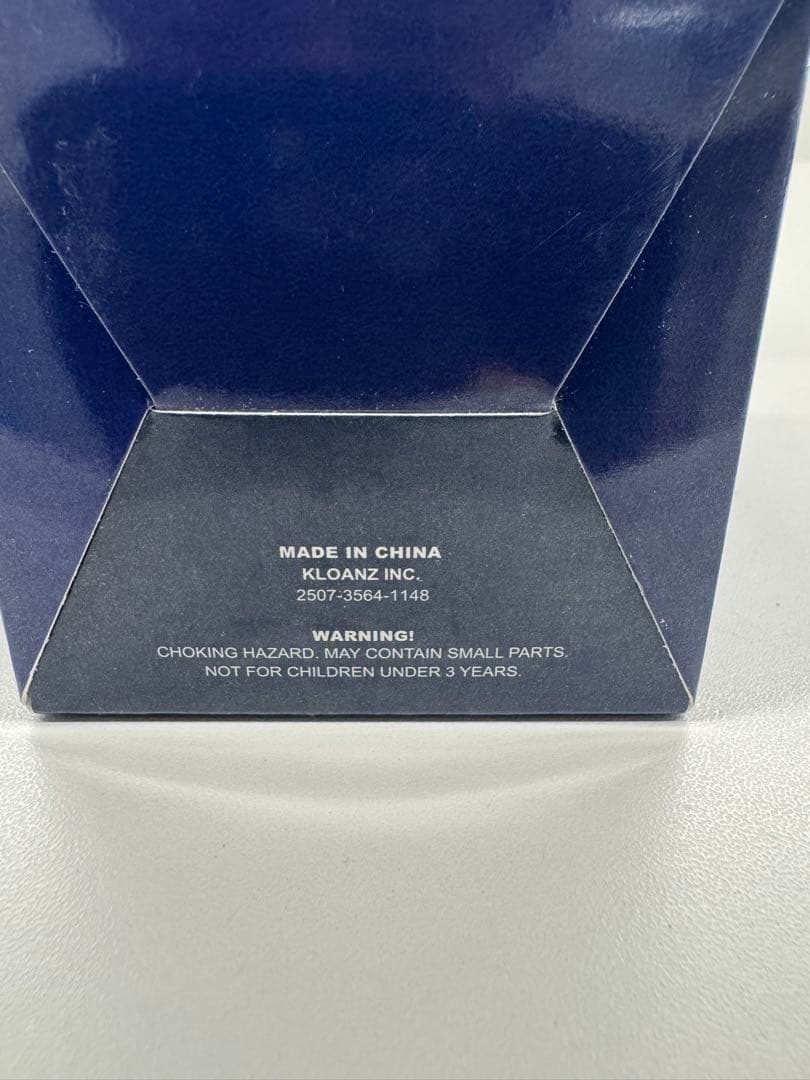 MADE IN CHINA
KLOANZ INC.
2507-3564-1148
WARNING!
CHOKING HAZARD. MAY CONTAIN SMALL PARTS.
NOT FOR CHILDREN UNDER 3 YEARS.